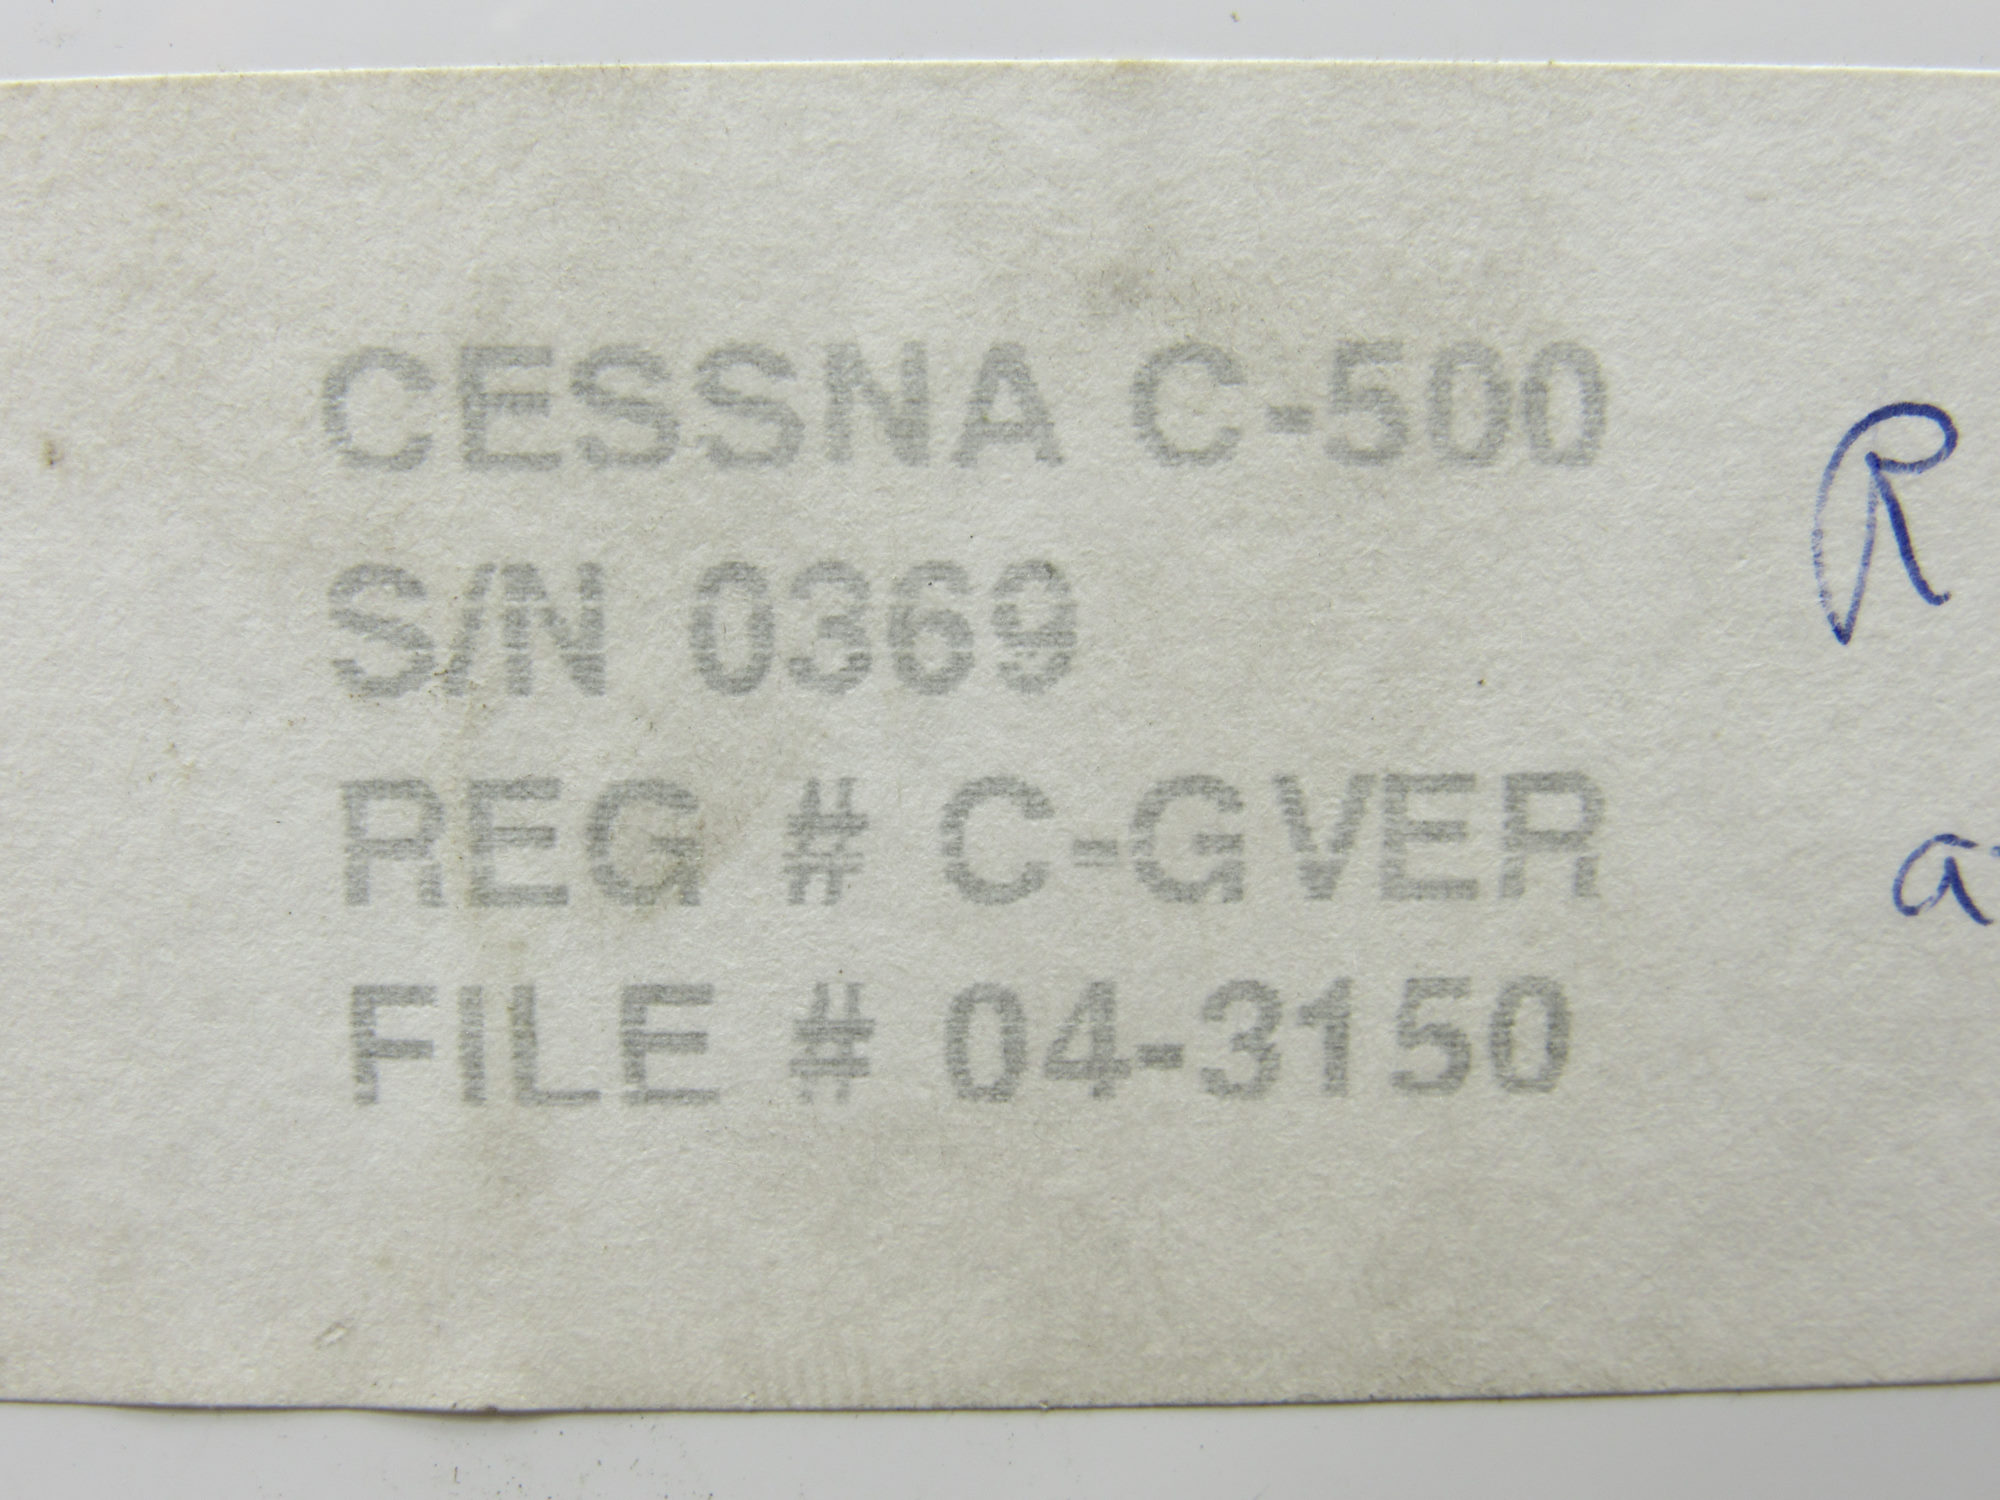 CESSNA C-500
S/N 0369
REG # C-GVER
FILE # 04-3150
R